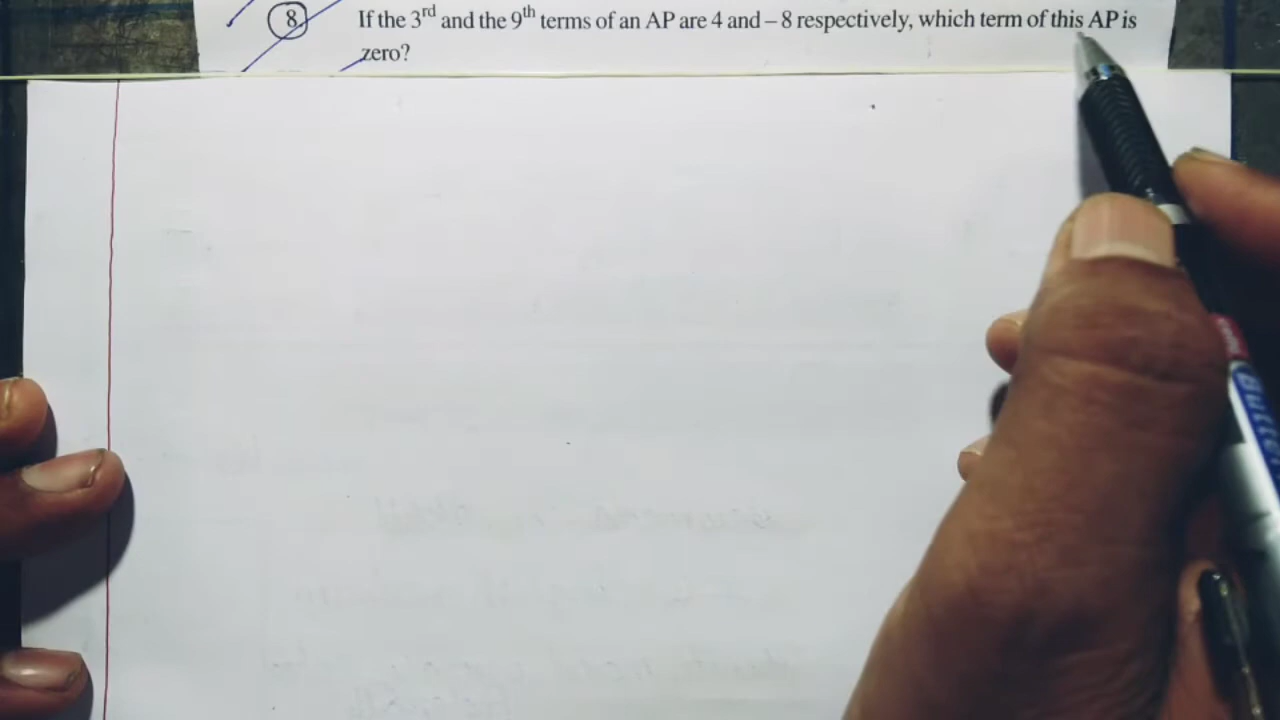 8 If the 3rd and the 9th terms of an AP are 4 and – 8 respectively, which term of this AP is
zero?